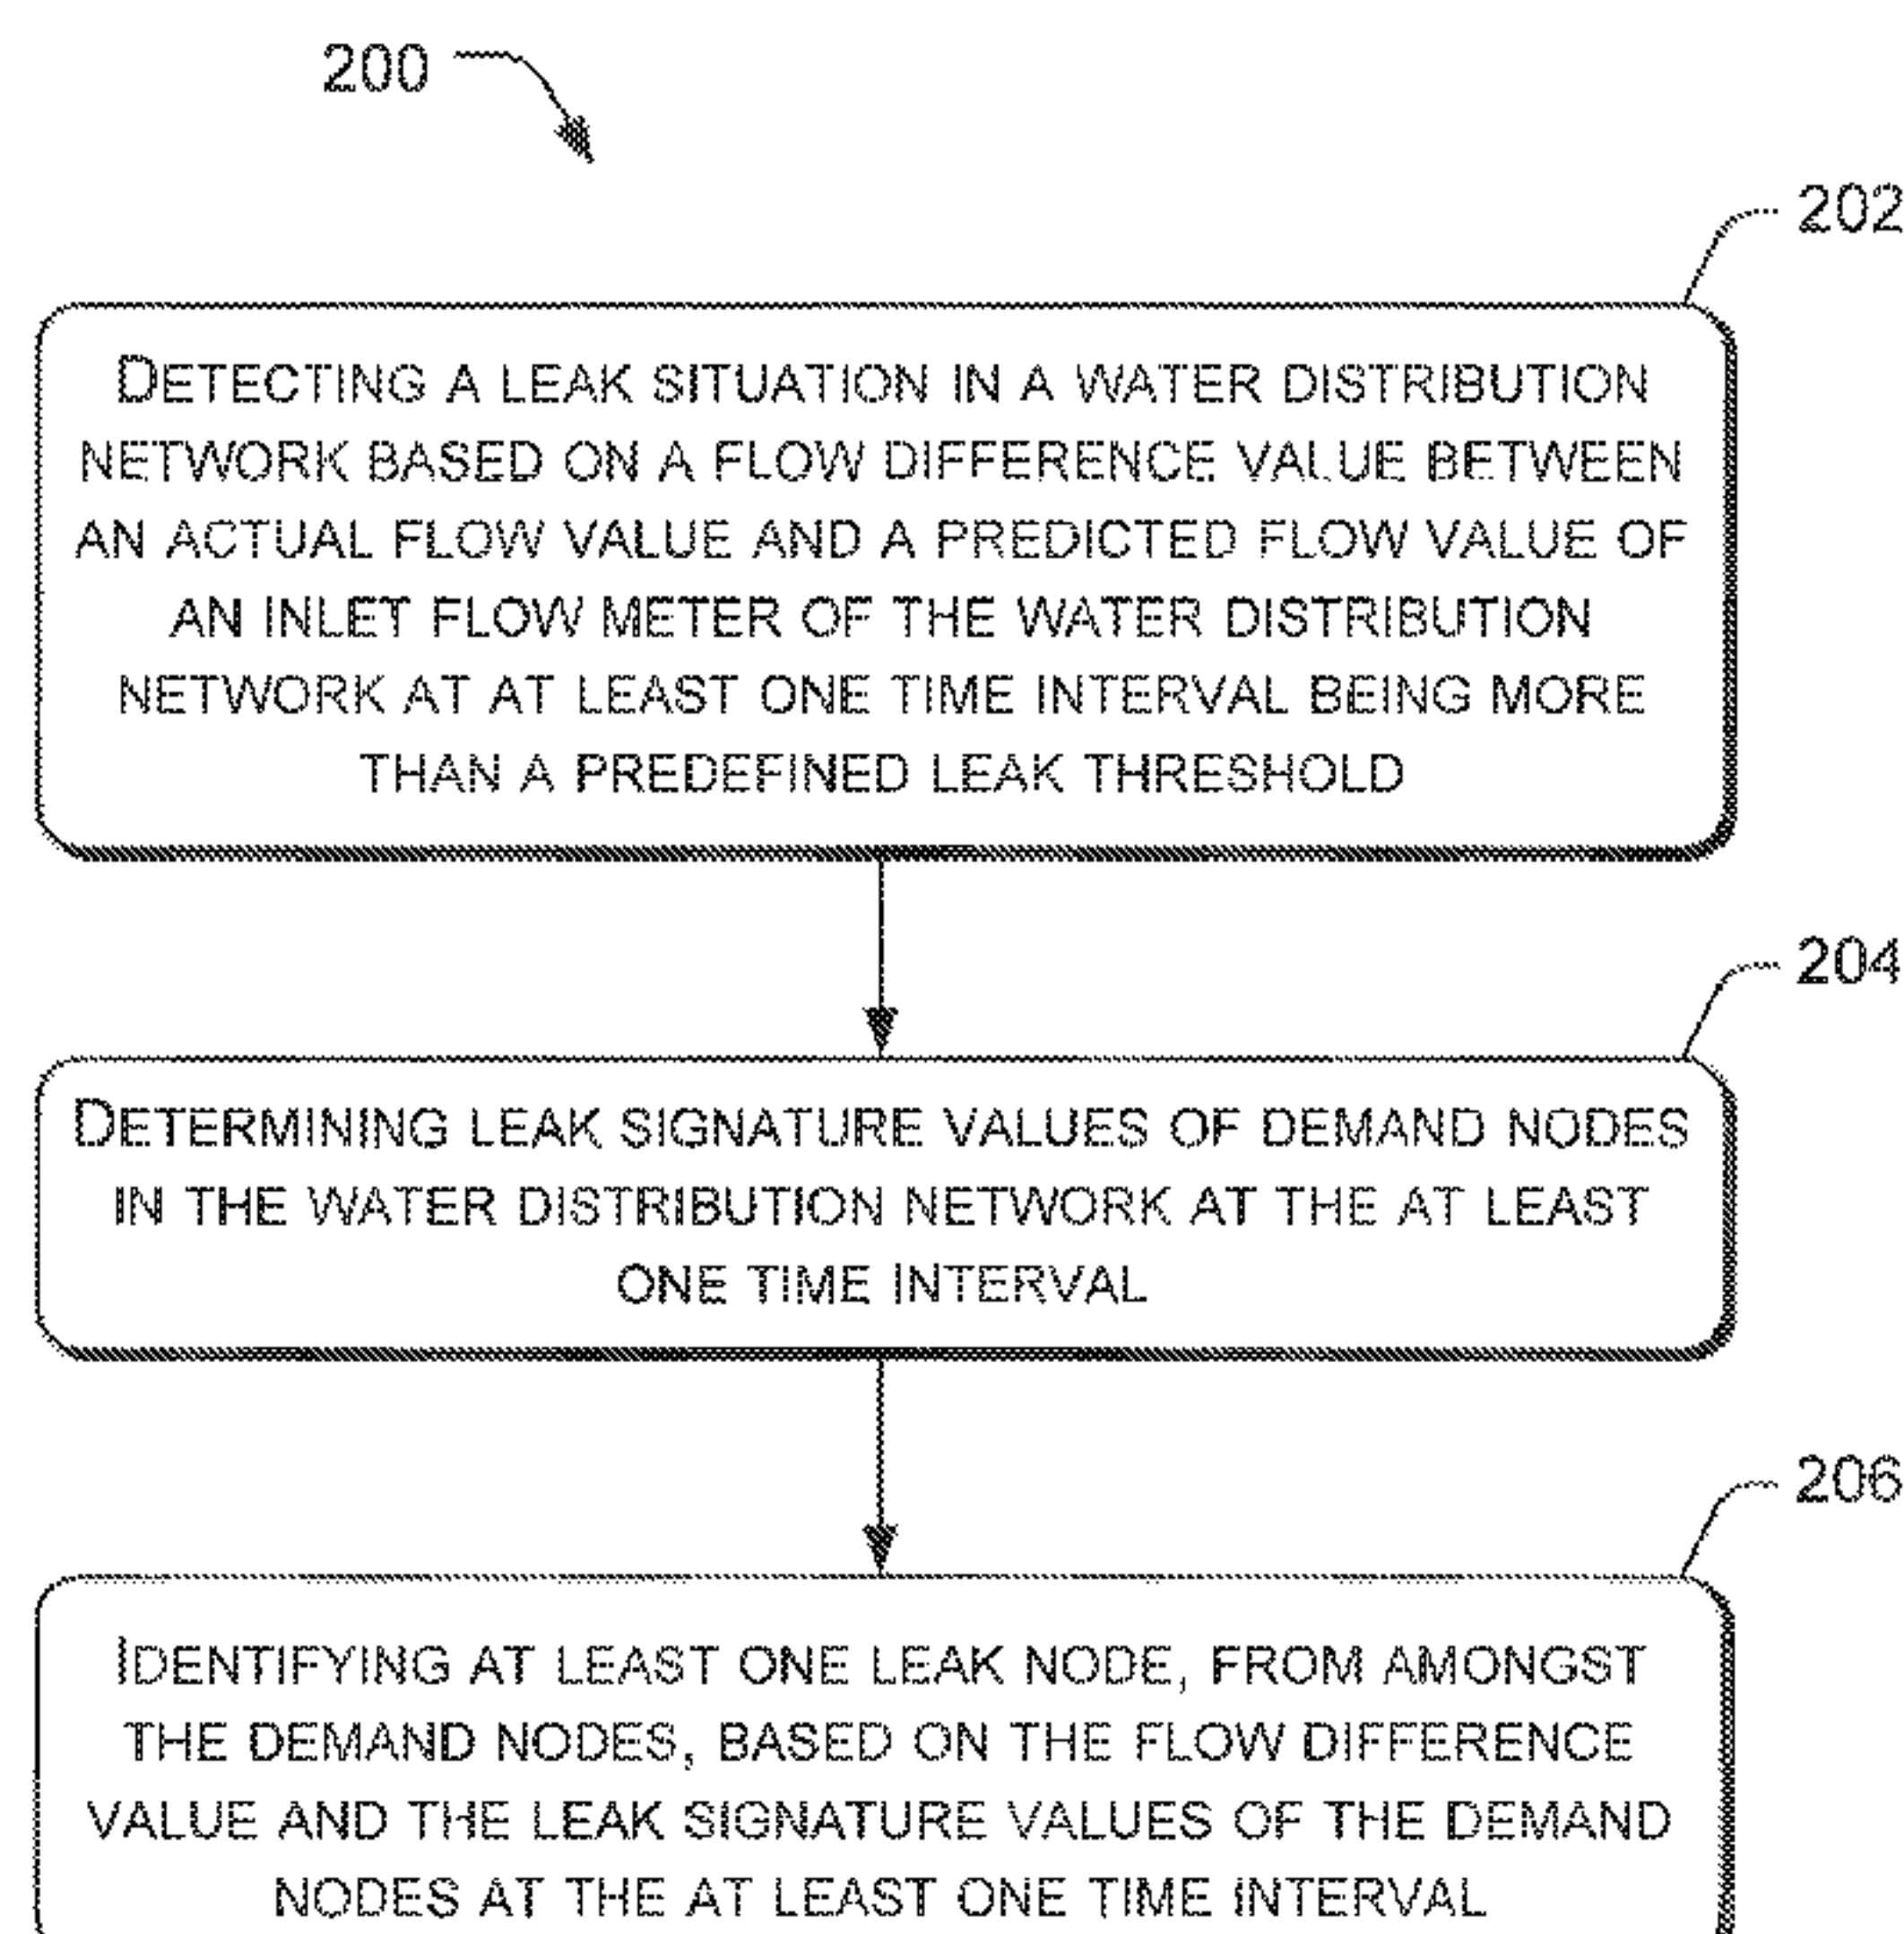 200
202
DETECTING A LEAK SITUATION IN A WATER DISTRIBUTION
NETWORK BASED ON A FLOW DIFFERENCE VALUE BETWEEN
AN ACTUAL FLOW VALUE AND A PREDICTED FLOW VALUE OF
AN INLET FLOW METER OF THE WATER DISTRIBUTION
NETWORK AT AT LEAST ONE TIME INTERVAL BEING MORE
THAN A PREDEFINED LEAK THRESHOLD
204
DETERMINING LEAK SIGNATURE VALUES OF DEMAND NODES
IN THE WATER DISTRIBUTION NETWORK AT THE AT LEAST
ONE TIME INTERVAL
206
IDENTIFYING AT LEAST ONE LEAK NODE, FROM AMONGST
THE DEMAND NODES, BASED ON THE FLOW DIFFERENCE
VALUE AND THE LEAK SIGNATURE VALUES OF THE DEMAND
NODES AT THE AT LEAST ONE TIME INTERVAL